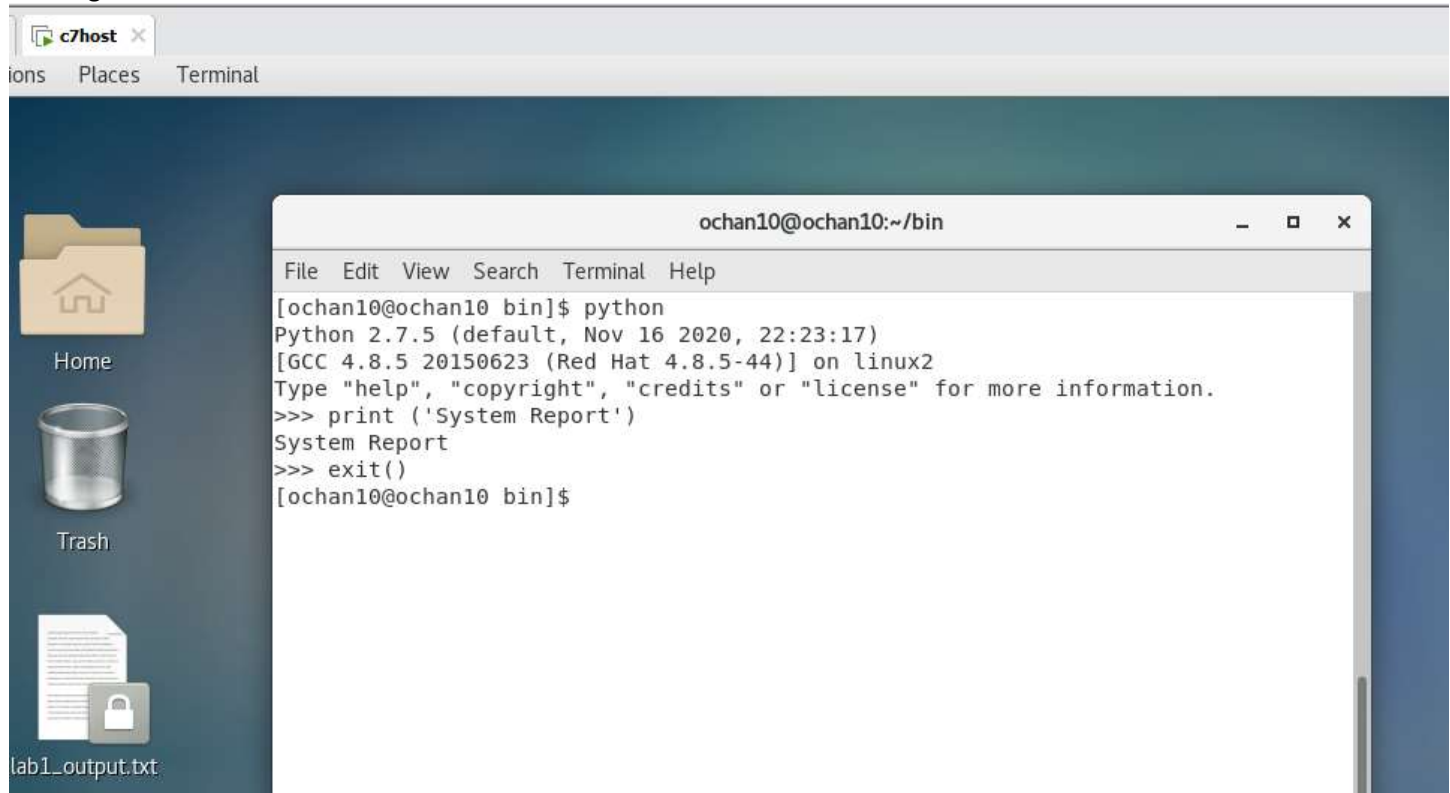 c7host
ions Places Terminal
ochan10@ochan10:~/bin
File Edit View Search Terminal Help
[ochan10@ochan10 bin]$ python
Python 2.7.5 (default, Nov 16 2020, 22:23:17)
[GCC 4.8.5 20150623 (Red Hat 4.8.5-44)] on linux2
Type "help", "copyright", "credits" or "license" for more information.
>>> print ('System Report')
System Report
>>> exit()
[ochan10@ochan10 bin]$
Home
Trash
lab1_output.txt